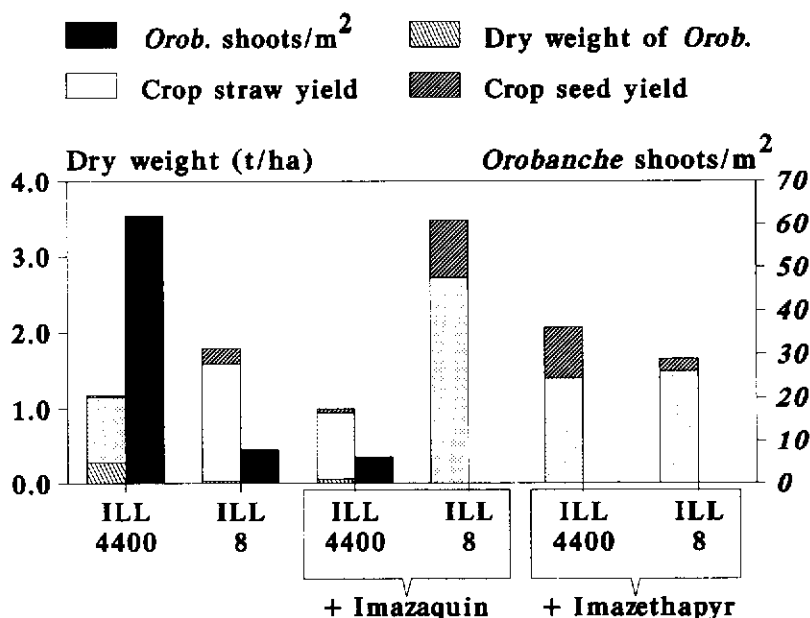 Orob. shoots/m²
Dry weight of Orob.
Crop straw yield
Crop seed yield
Dry weight (t/ha)
Orobanche shoots/m²
4.0
3.0
2.0
1.0
0.0
70
60
50
40
30
20
10
0
ILL 4400
ILL 8
ILL 4400
ILL 8
ILL 4400
ILL 8
+ Imazaquin
+ Imazethapyr